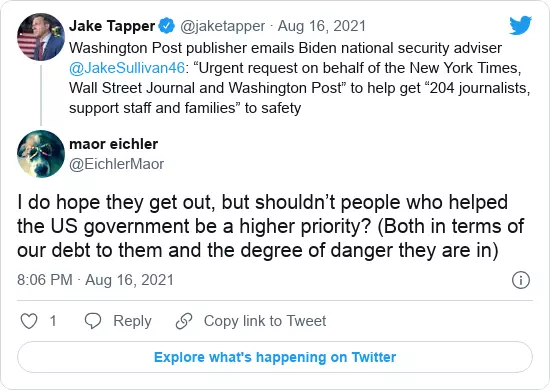 Jake Tapper @jaketapper · Aug 16, 2021
Washington Post publisher emails Biden national security adviser
@JakeSullivan46: “Urgent request on behalf of the New York Times,
Wall Street Journal and Washington Post” to help get “204 journalists,
support staff and families” to safety
maor eichler
@EichlerMaor
I do hope they get out, but shouldn’t people who helped
the US government be a higher priority? (Both in terms of
our debt to them and the degree of danger they are in)
8:06 PM · Aug 16, 2021
1 Reply Copy link to Tweet
Explore what's happening on Twitter